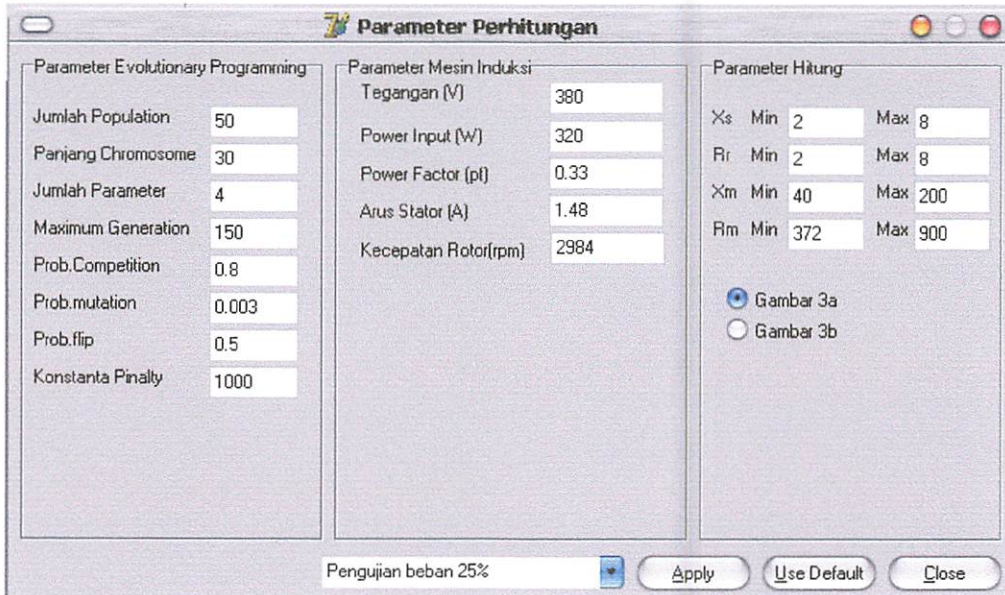 Parameter Perhitungan
Parameter Evolutionary Programming
Jumlah Population 50
Panjang Chromosome 30
Jumlah Parameter 4
Maximum Generation 150
Prob.Competition 0.8
Prob.mutation 0.003
Prob.flip 0.5
Konstanta Pinalty 1000
Parameter Mesin Induksi
Tegangan (V) 380
Power Input (W) 320
Power Factor (pf) 0.33
Arus Stator (A) 1.48
Kecepatan Rotor(rpm) 2984
Parameter Hitung
Xs Min 2 Max 8
Rr Min 2 Max 8
Xm Min 40 Max 200
Rm Min 372 Max 900
Gambar 3a
Gambar 3b
Pengujian beban 25%
Apply
Use Default
Close